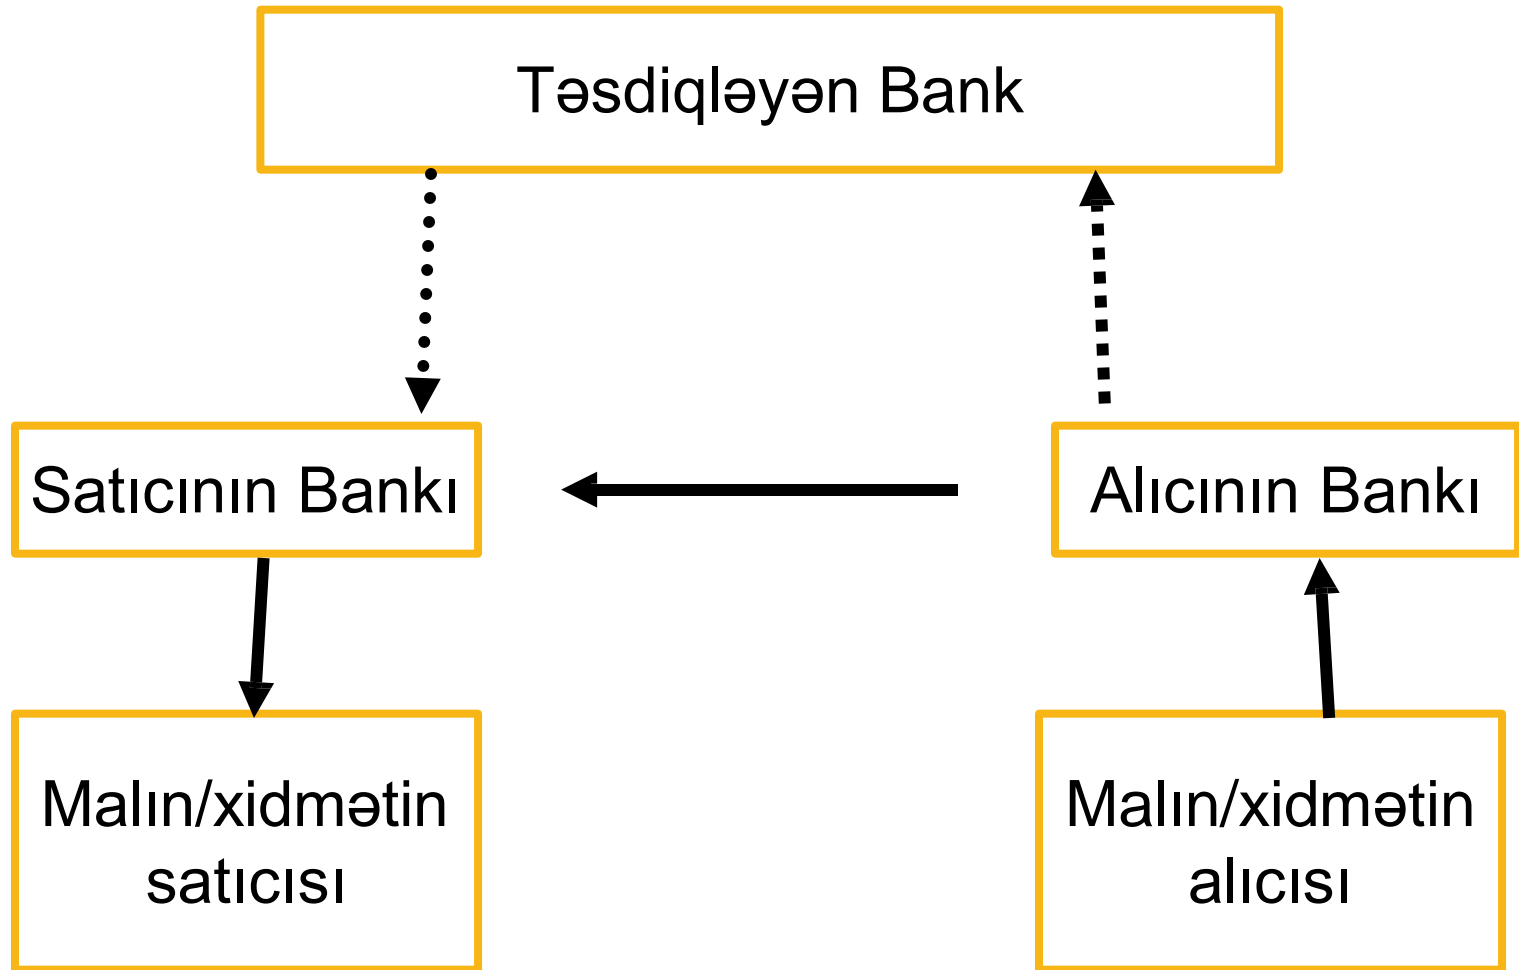 Təsdiqləyən Bank
Satıcının Bankı
Alıcının Bankı
Malın/xidmətin
satıcısı
Malın/xidmətin
alıcısı